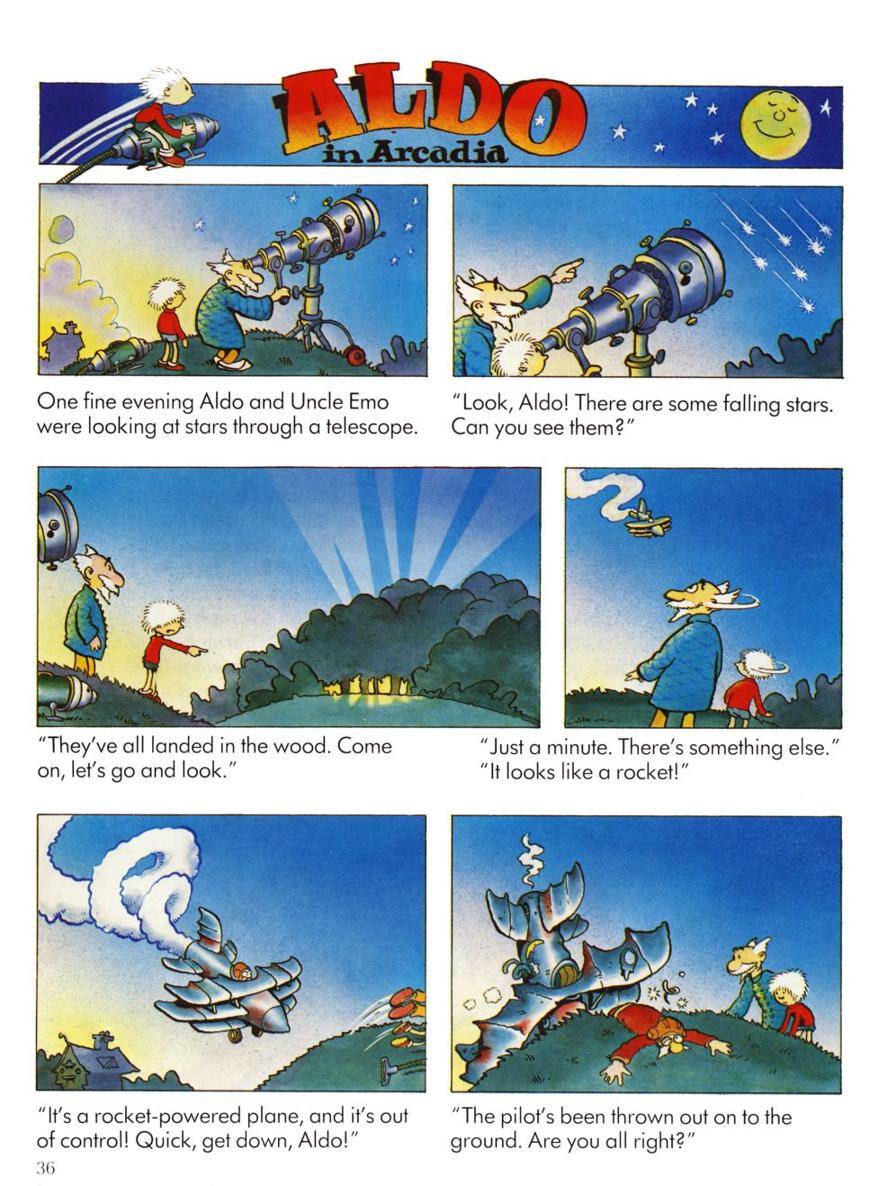 ALDO
in Arcadia
One fine evening Aldo and Uncle Emo
were looking at stars through a telescope.
“Look, Aldo! There are some falling stars.
Can you see them?”
“They’ve all landed in the wood. Come
on, let’s go and look.”
“Just a minute. There’s something else.”
“It looks like a rocket!”
“It’s a rocket-powered plane, and it’s out
of control! Quick, get down, Aldo!”
“The pilot’s been thrown out on to the
ground. Are you all right?”
36